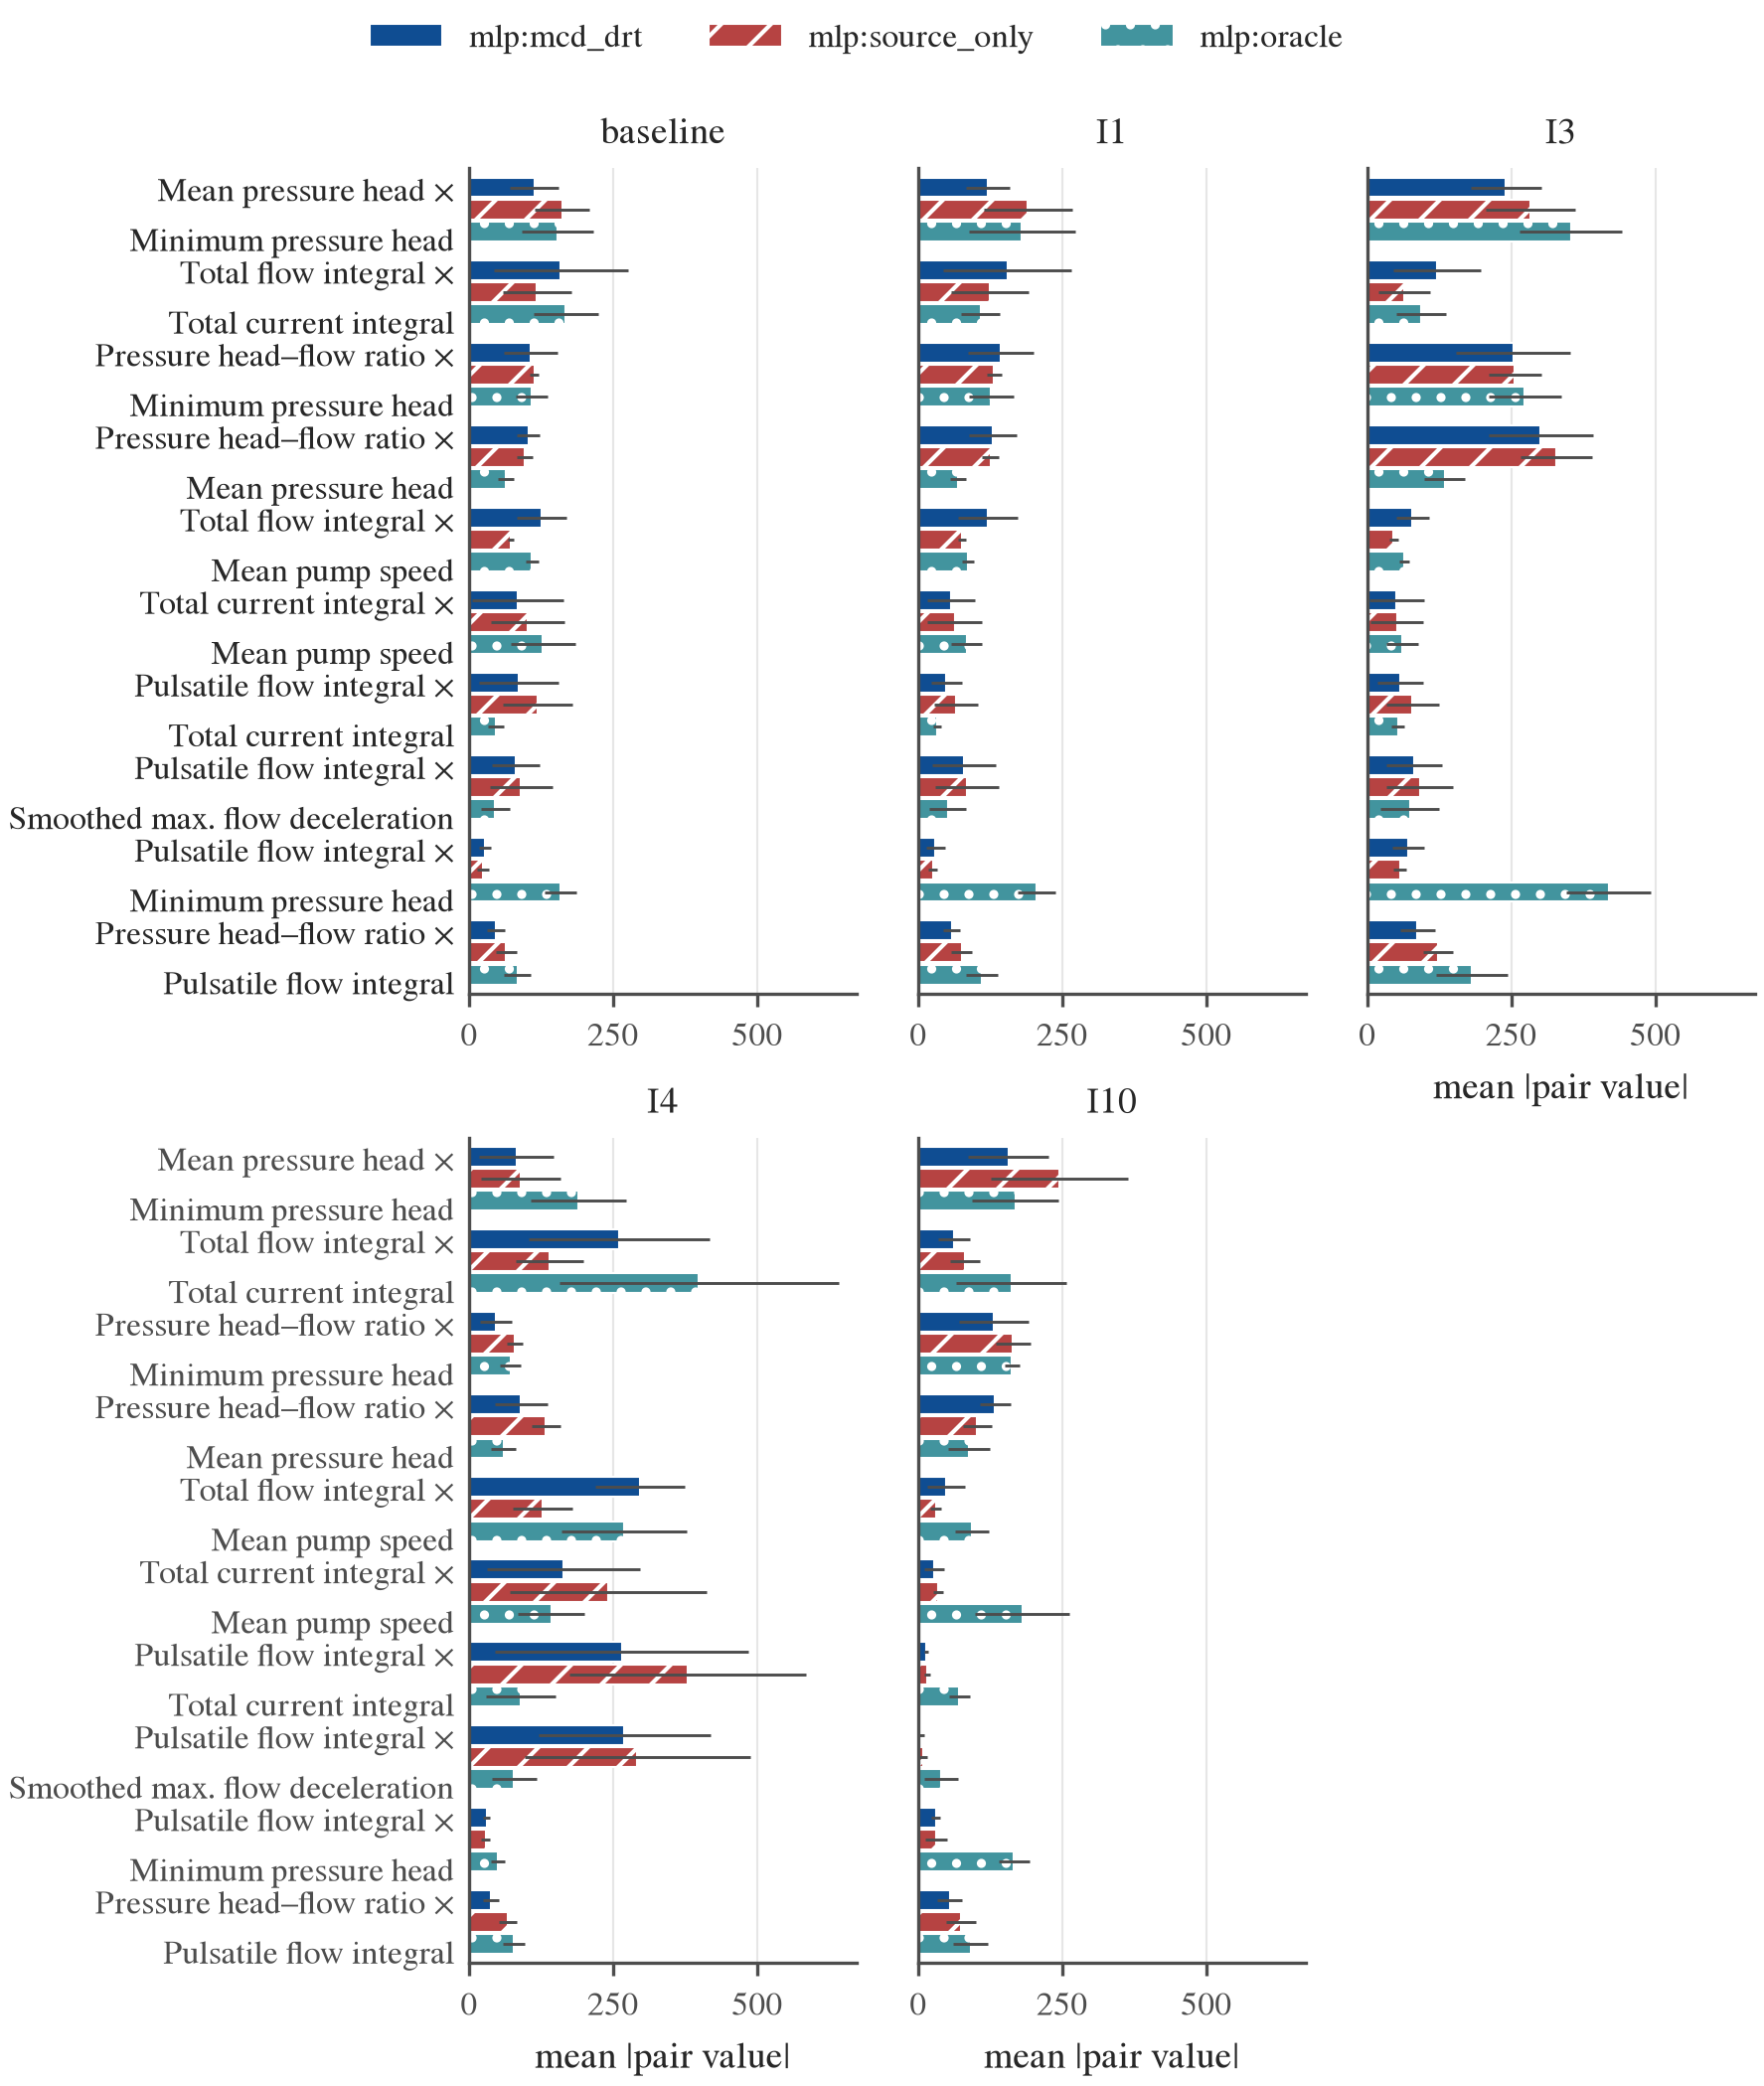 mlp:mcd_drt mlp:source_only mlp:oracle
baseline I1 I3
Mean pressure head ×
Minimum pressure head
Total flow integral ×
Total current integral
Pressure head–flow ratio ×
Minimum pressure head
Pressure head–flow ratio ×
Mean pressure head
Total flow integral ×
Mean pump speed
Total current integral ×
Mean pump speed
Pulsatile flow integral ×
Total current integral
Pulsatile flow integral ×
Smoothed max. flow deceleration
Pulsatile flow integral ×
Minimum pressure head
Pressure head–flow ratio ×
Pulsatile flow integral
0 250 500 0 250 500 0 250 500
mean |pair value|
I4 I10
Mean pressure head ×
Minimum pressure head
Total flow integral ×
Total current integral
Pressure head–flow ratio ×
Minimum pressure head
Pressure head–flow ratio ×
Mean pressure head
Total flow integral ×
Mean pump speed
Total current integral ×
Mean pump speed
Pulsatile flow integral ×
Total current integral
Pulsatile flow integral ×
Smoothed max. flow deceleration
Pulsatile flow integral ×
Minimum pressure head
Pressure head–flow ratio ×
Pulsatile flow integral
0 250 500 0 250 500
mean |pair value| mean |pair value|